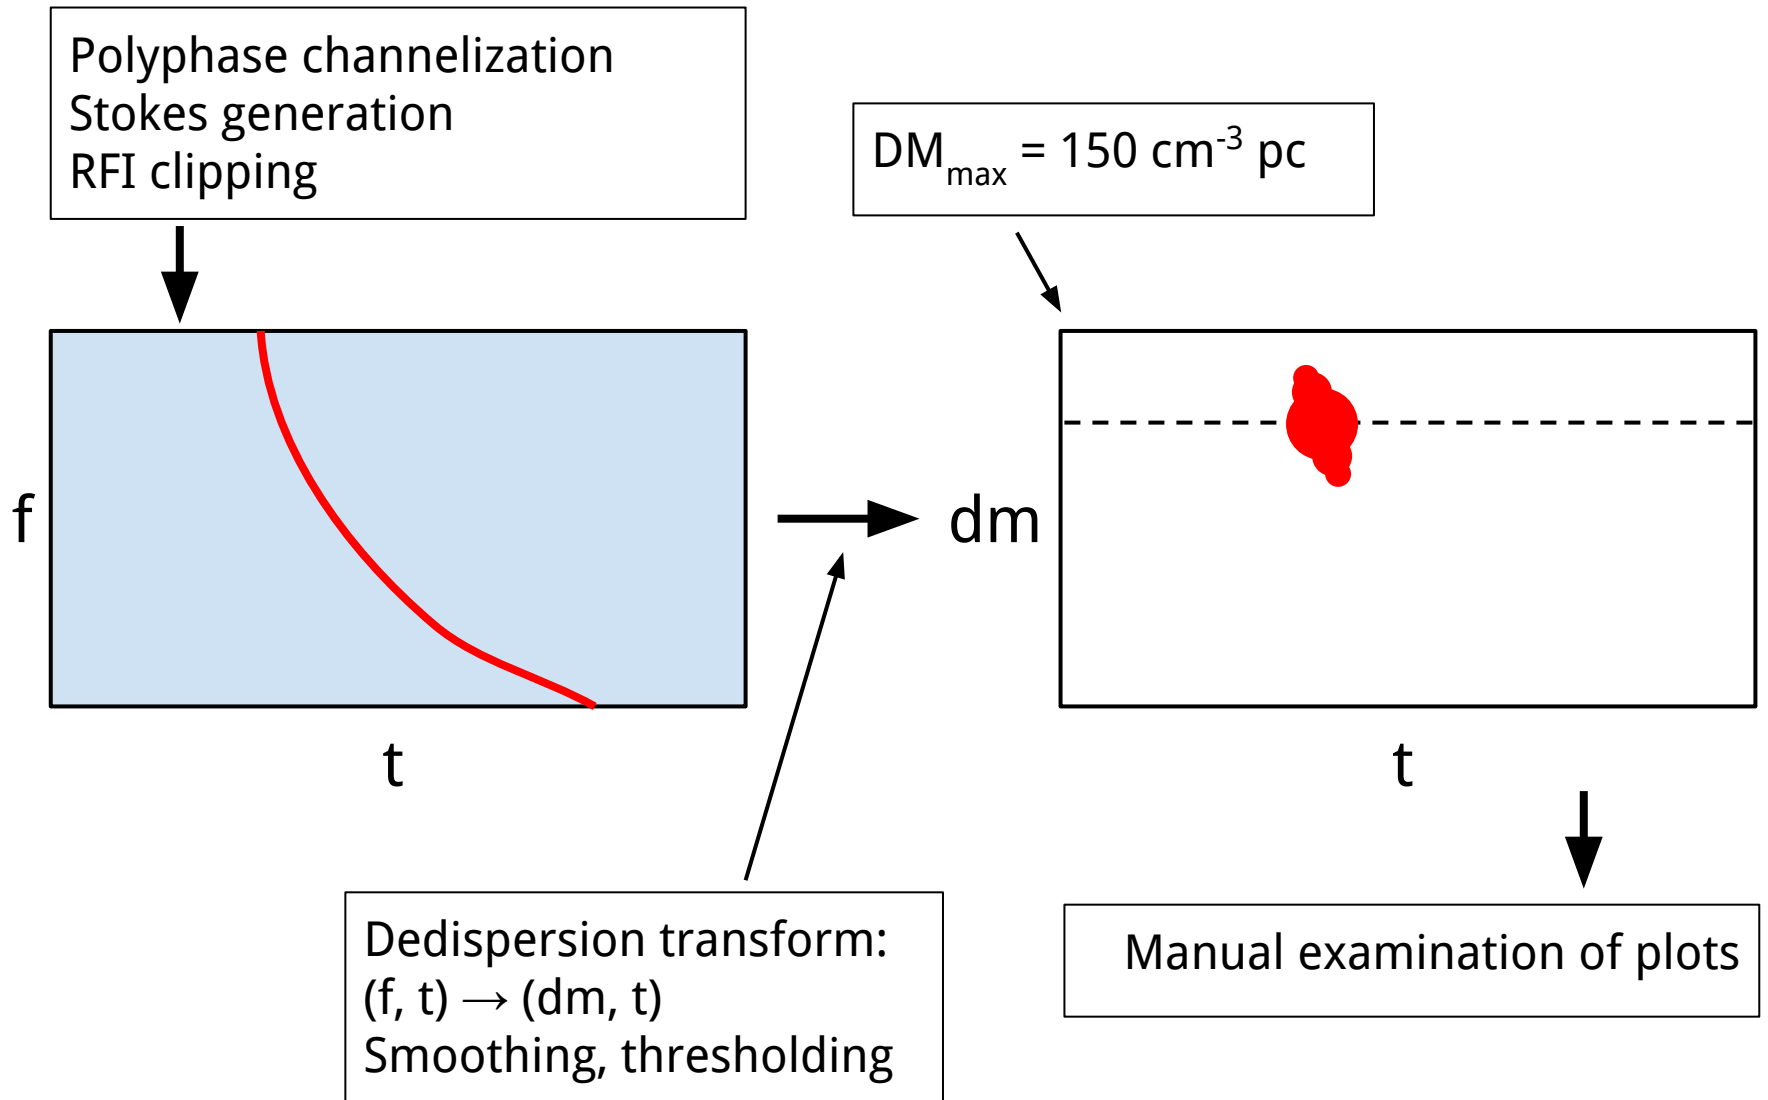 Polyphase channelization
Stokes generation
RFI clipping
DMmax = 150 cm-3 pc
f
t
dm
t
Dedispersion transform:
(f, t) → (dm, t)
Smoothing, thresholding
Manual examination of plots